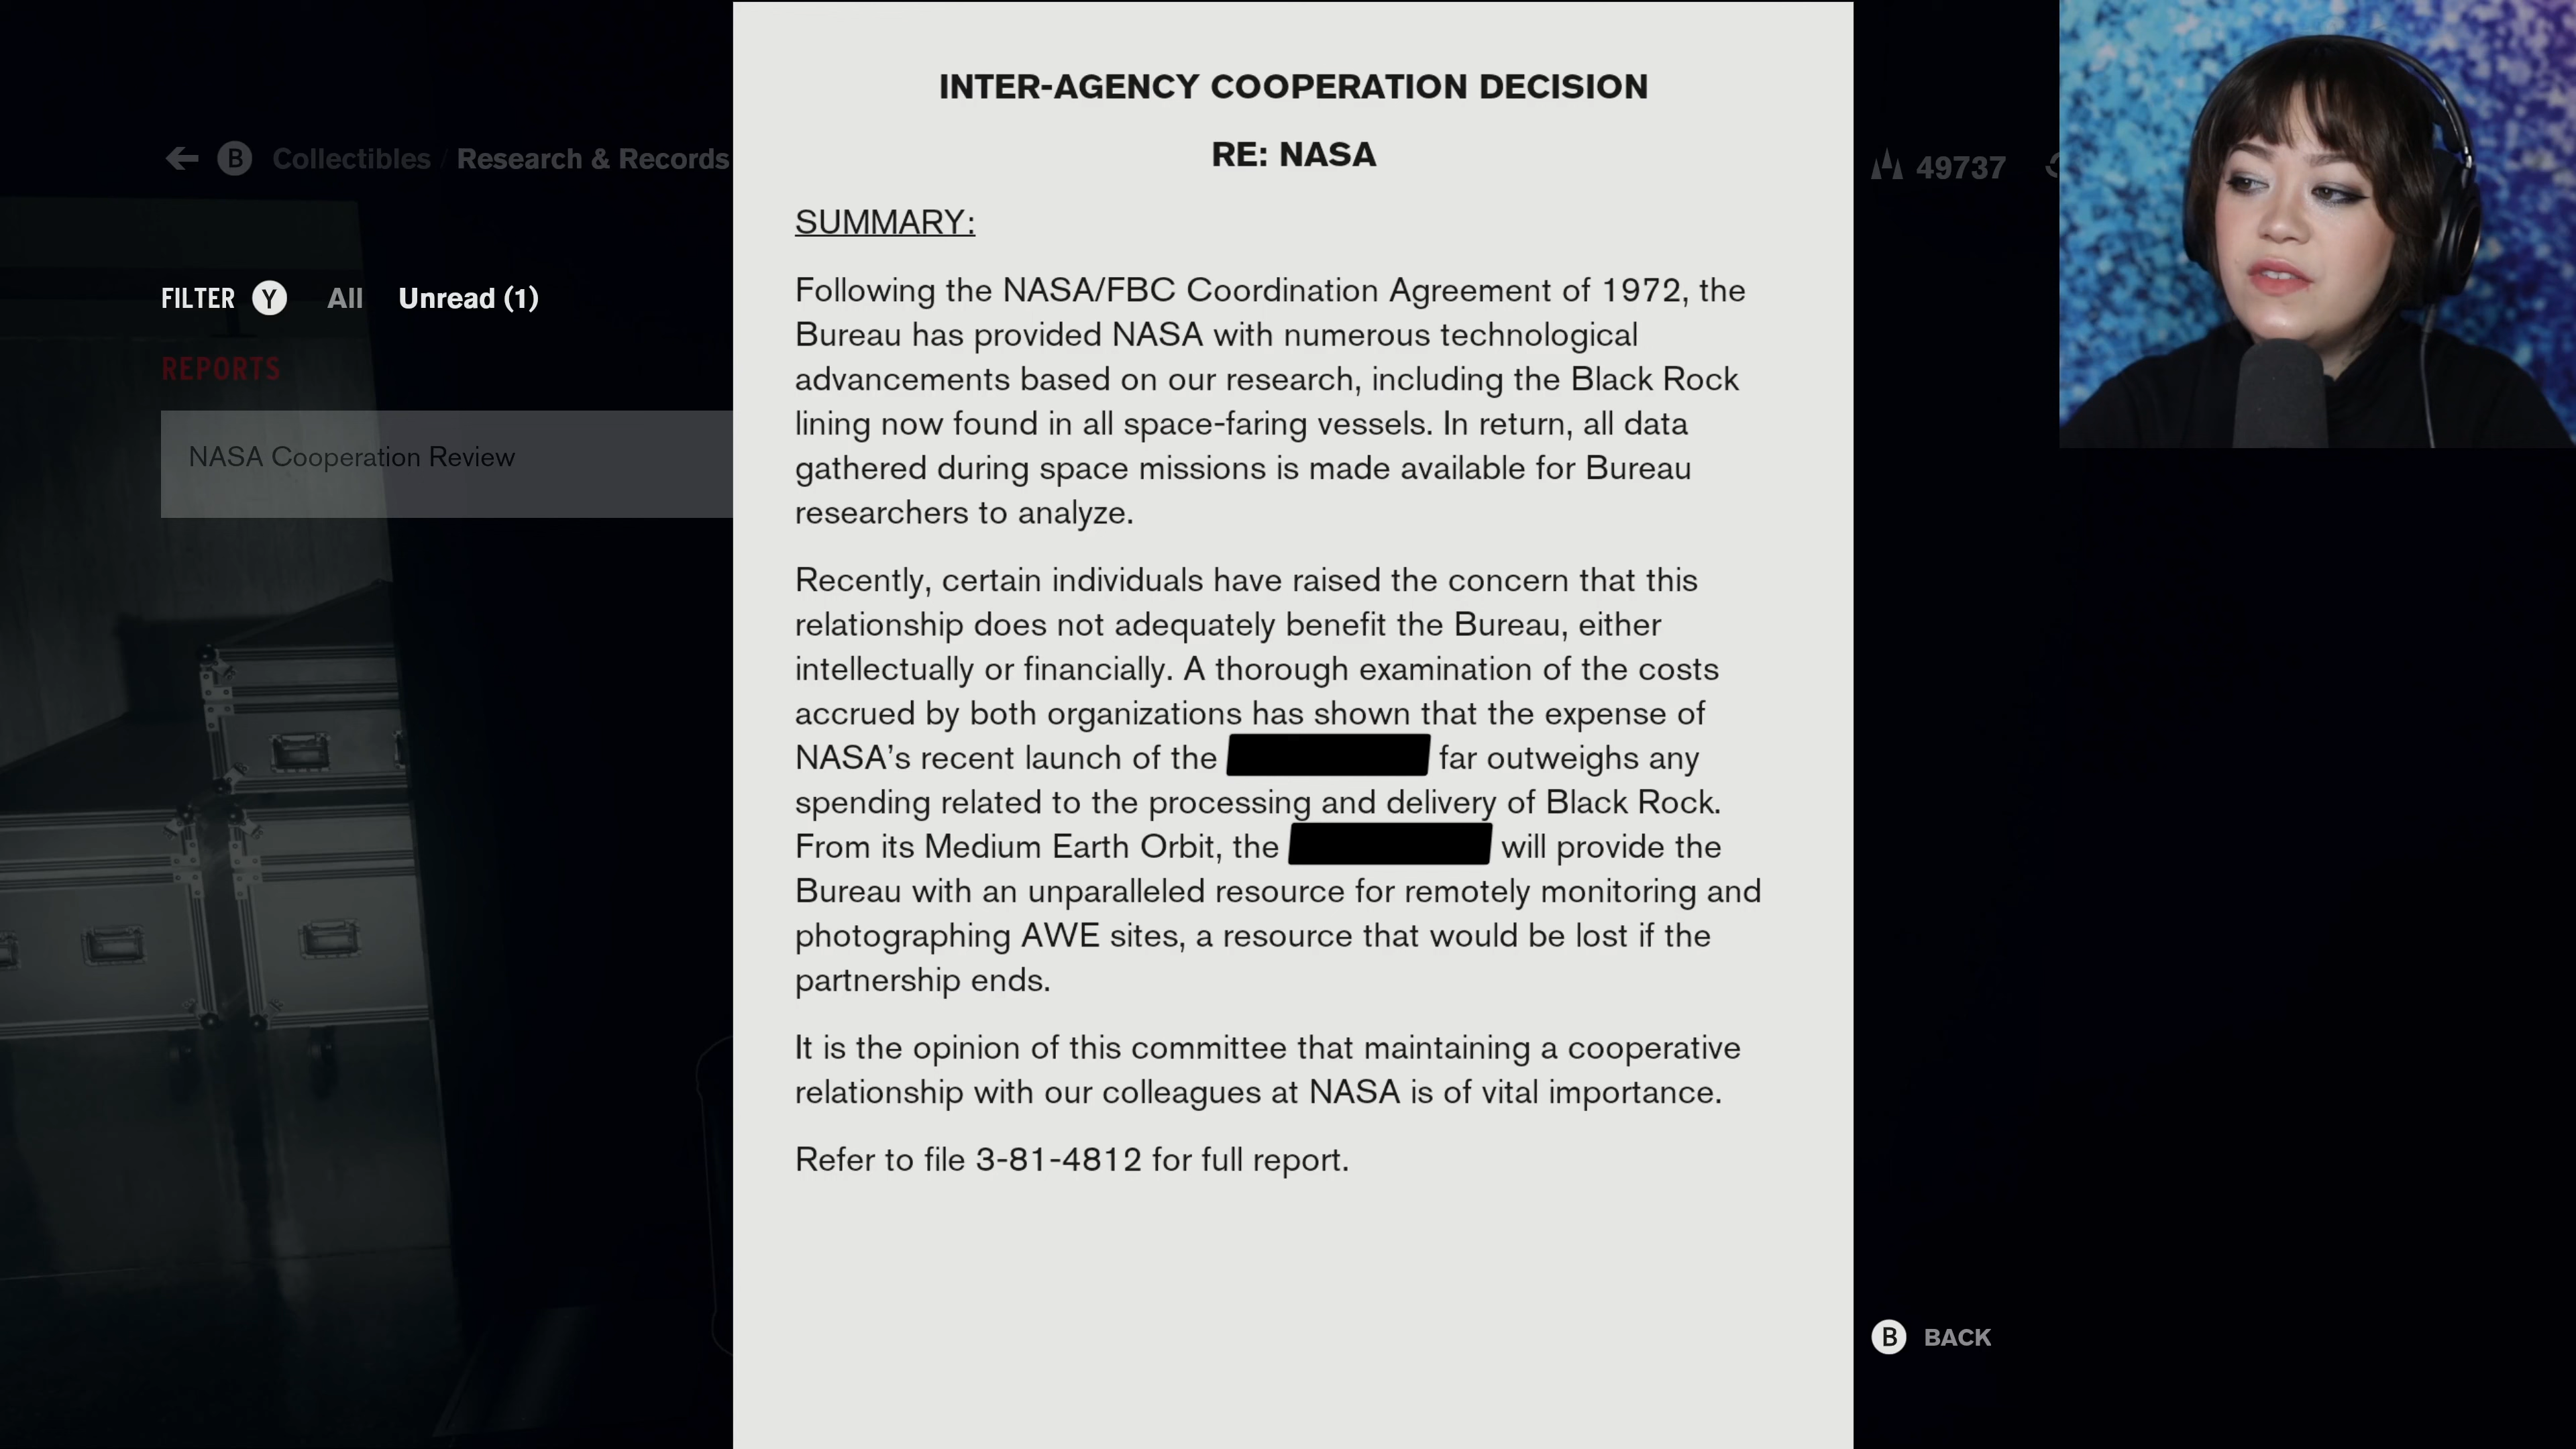 B Collectibles / Research & Records
49737
FILTER Y All Unread (1)
REPORTS
NASA Cooperation Review
INTER-AGENCY COOPERATION DECISION
RE: NASA
SUMMARY:
Following the NASA/FBC Coordination Agreement of 1972, the
Bureau has provided NASA with numerous technological
advancements based on our research, including the Black Rock
lining now found in all space-faring vessels. In return, all data
gathered during space missions is made available for Bureau
researchers to analyze.
Recently, certain individuals have raised the concern that this
relationship does not adequately benefit the Bureau, either
intellectually or financially. A thorough examination of the costs
accrued by both organizations has shown that the expense of
NASA's recent launch of the far outweighs any
spending related to the processing and delivery of Black Rock.
From its Medium Earth Orbit, the will provide the
Bureau with an unparalleled resource for remotely monitoring and
photographing AWE sites, a resource that would be lost if the
partnership ends.
It is the opinion of this committee that maintaining a cooperative
relationship with our colleagues at NASA is of vital importance.
Refer to file 3-81-4812 for full report.
B BACK